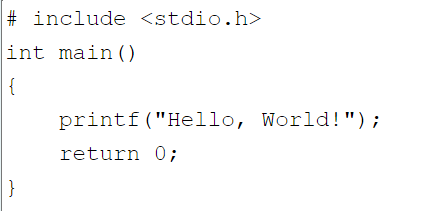 # include <stdio.h>
int main()
{
    printf("Hello, World!");
    return 0;
}